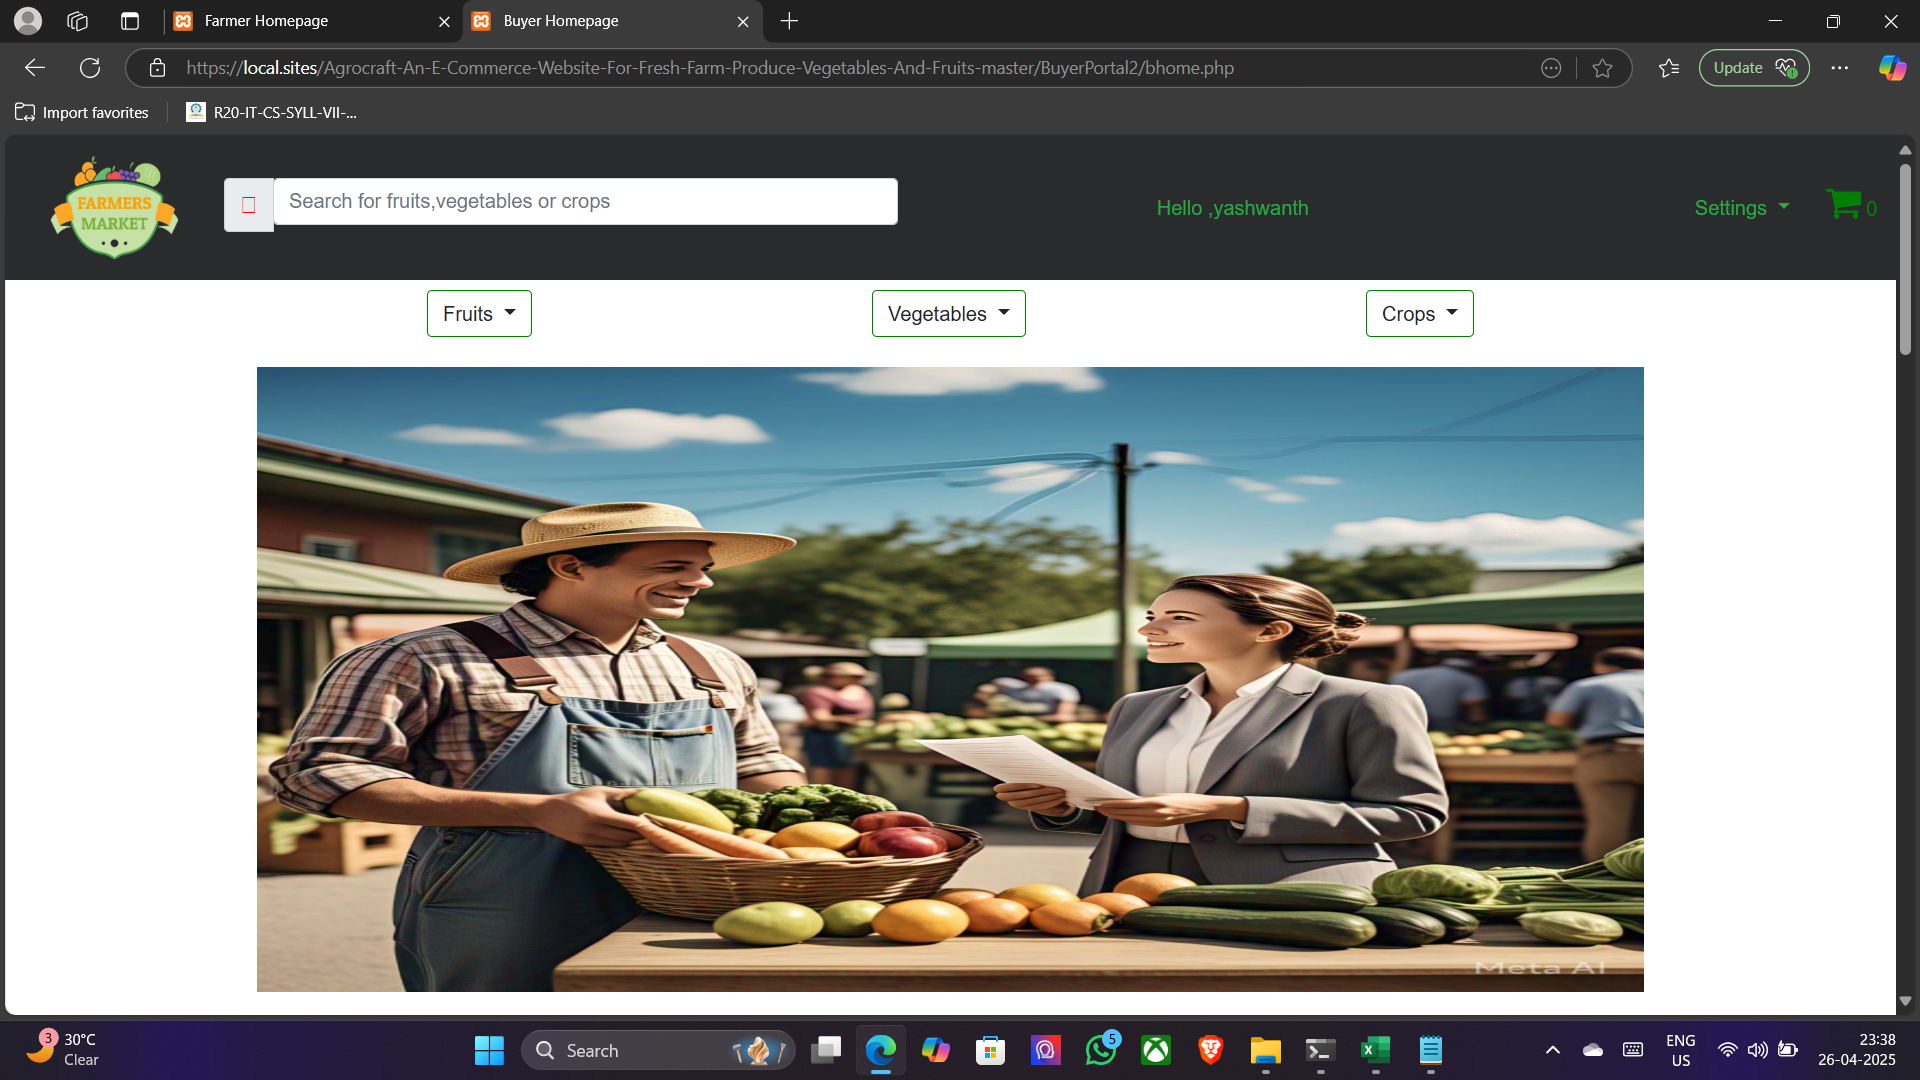 Farmer Homepage
Buyer Homepage
https://local.sites/Agrocraft-An-E-Commerce-Website-For-Fresh-Farm-Produce-Vegetables-And-Fruits-master/BuyerPortal2/bhome.php
Update
Import favorites
R20-IT-CS-SYLL-VII-...
FARMERS
MARKET
Search for fruits,vegetables or crops
Hello ,yashwanth
Settings
0
Fruits
Vegetables
Crops
Meta AI
3
30°C
Clear
Search
5
ENG
US
23:38
26-04-2025